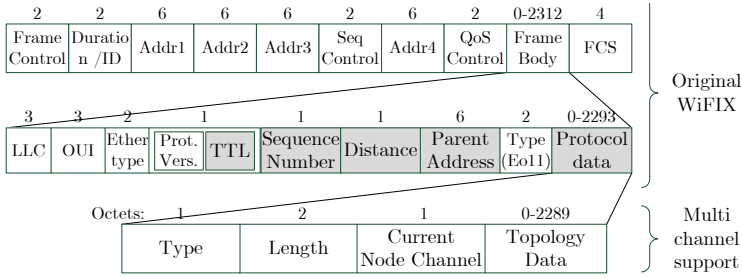 2 2 6 6 6 2 6 2 0-2312 4
Frame Control Duratio n /ID Addr1 Addr2 Addr3 Seq Control Addr4 QoS Control Frame Body FCS
Original WiFIX
3 3 2 1 1 1 6 2 0-2293
LLC OUI Ether type Prot. Vers. TTL Sequence Number Distance Parent Address Type (Eo11) Protocol data
Octets: 1 2 1 0-2289
Type Length Current Node Channel Topology Data
Multi channel support